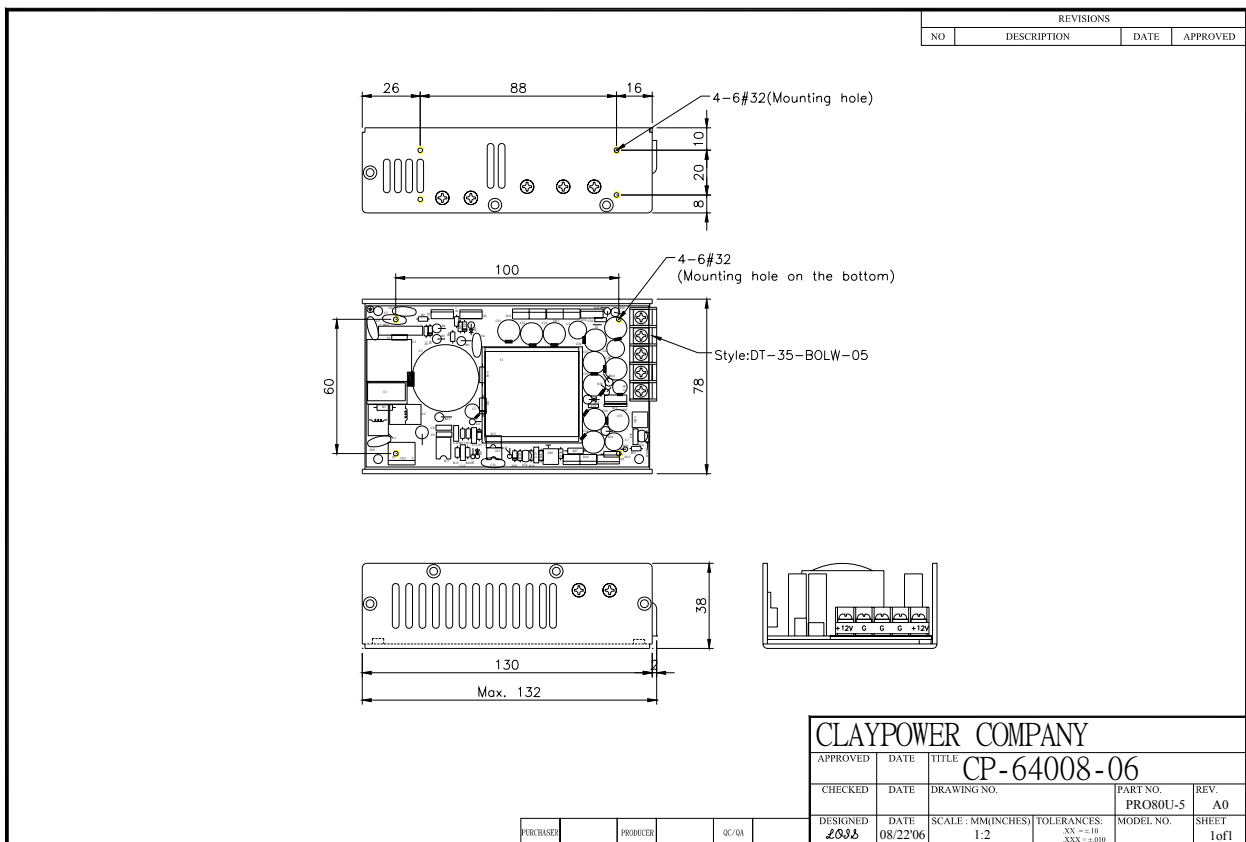 REVISIONS
NO DESCRIPTION DATE APPROVED
26 88 16
4-6#32(Mounting hole)
10
20
8
100
4-6#32
(Mounting hole on the bottom)
Style:DT-35-BOLW-05
60
78
38
+12V G G G +12V
130 2
Max. 132
CLAYPOWER COMPANY
APPROVED DATE TITLE CP-64008-06
CHECKED DATE DRAWING NO. PART NO. REV.
PRO80U-5 A0
DESIGNED DATE SCALE : MM(INCHES) TOLERANCES: MODEL NO. SHEET
08/22'06 1:2 .XX =±.10 1of1
.XXX =±.010
PURCHASER PRODUCER QC/QA